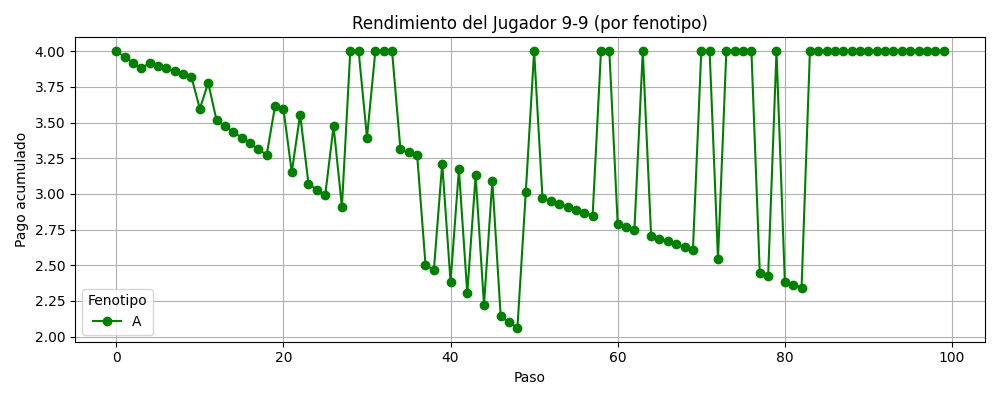 Rendimiento del Jugador 9-9 (por fenotipo)
Pago acumulado
4.00
3.75
3.50
3.25
3.00
2.75
2.50
2.25
2.00
Fenotipo
A
0 20 40 60 80 100
Paso